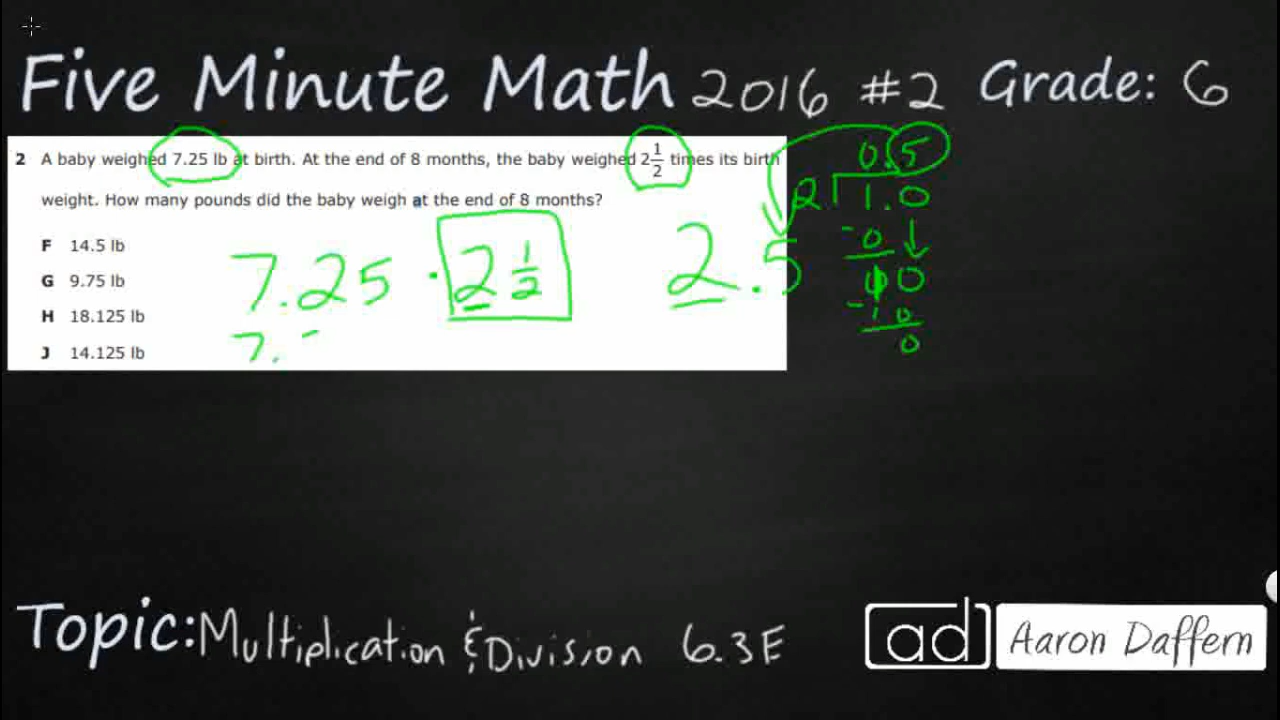 Five Minute Math 2016 #2 Grade: 6
2 A baby weighed 7.25 lb at birth. At the end of 8 months, the baby weighed 2 1/2 times its birth
weight. How many pounds did the baby weigh at the end of 8 months?
F 14.5 lb
G 9.75 lb
H 18.125 lb
J 14.125 lb
7.25 · 2 1/2
7.
2.5
0.5
2 1.0
-0
10
-10
0
Topic: Multiplication & Division 6.3E
ad Aaron Daffern